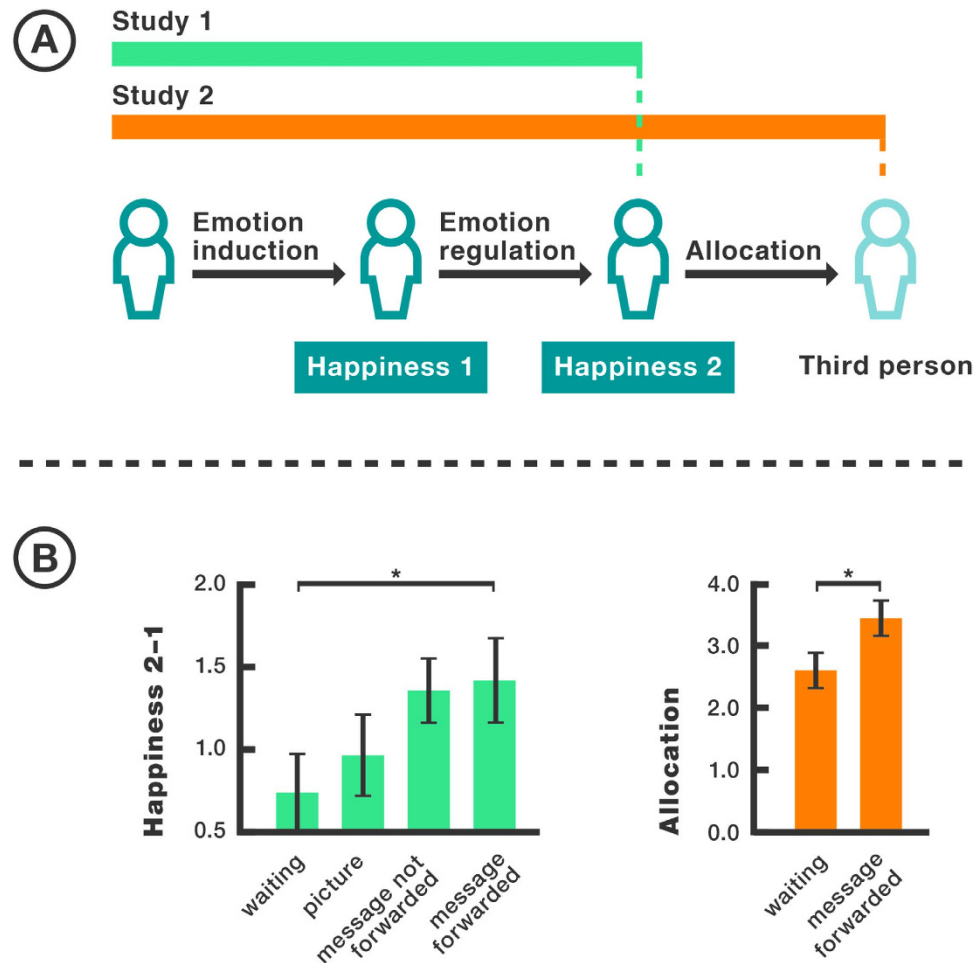 A
Study 1
Study 2
Emotion
induction
Emotion
regulation
Allocation
Happiness 1
Happiness 2
Third person
B
Happiness 2–1
2.0
1.5
1.0
0.5
*
waiting
picture
message not
forwarded
message
forwarded
Allocation
4.0
3.0
2.0
1.0
0.0
*
waiting
message
forwarded